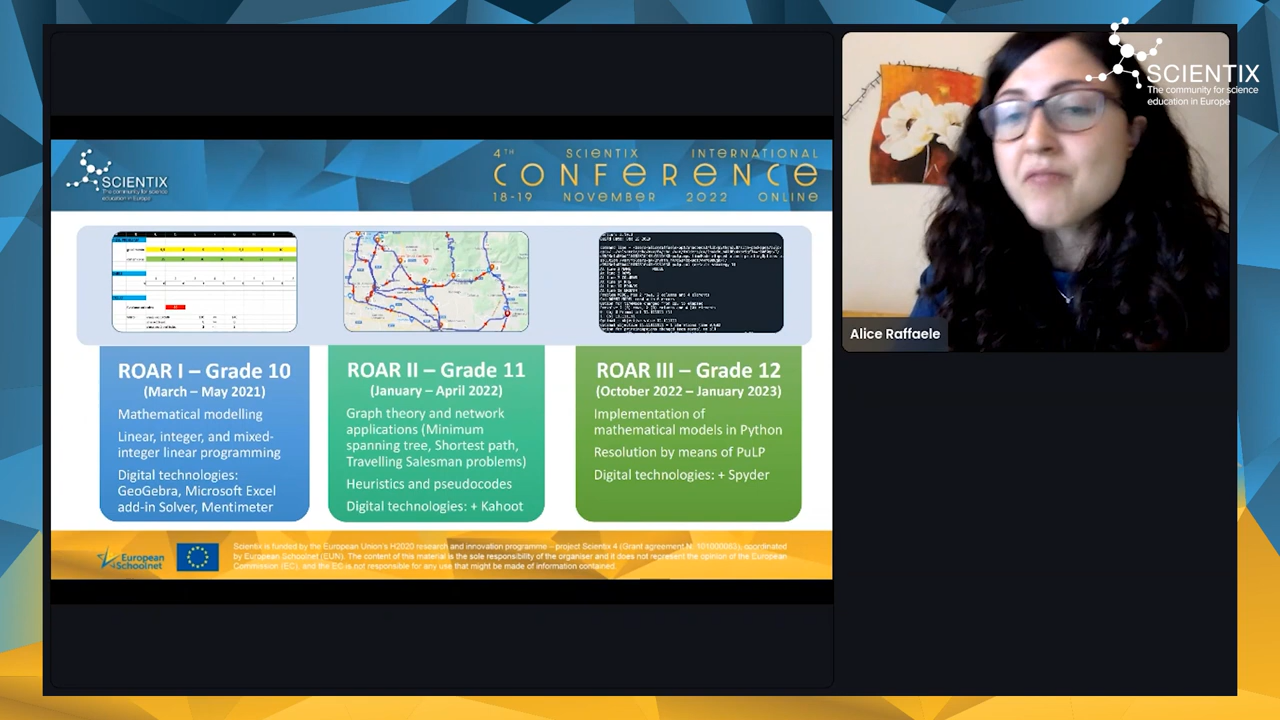 SCIENTIX
The community for science
education in Europe
4TH SCIENTIX INTERNATIONAL
CONFERENCE
18-19 NOVEMBER 2022 ONLINE
ROAR I – Grade 10
(March – May 2021)
Mathematical modelling
Linear, integer, and mixed-
integer linear programming
Digital technologies:
GeoGebra, Microsoft Excel
add-in Solver, Mentimeter
ROAR II – Grade 11
(January – April 2022)
Graph theory and network
applications (Minimum
spanning tree, Shortest path,
Travelling Salesman problems)
Heuristics and pseudocodes
Digital technologies: + Kahoot
ROAR III – Grade 12
(October 2022 – January 2023)
Implementation of
mathematical models in Python
Resolution by means of PuLP
Digital technologies: + Spyder
European
Schoolnet
Scientix is funded by the European Union's H2020 research and innovation programme – project Scientix 4 (Grant agreement N. 101000063), coordinated
by European Schoolnet (EUN). The content of this material is the sole responsibility of the organiser and it does not represent the opinion of the European
Commission (EC), and the EC is not responsible for any use that might be made of information contained.
Alice Raffaele
SCIENTIX
The community for science
education in Europe